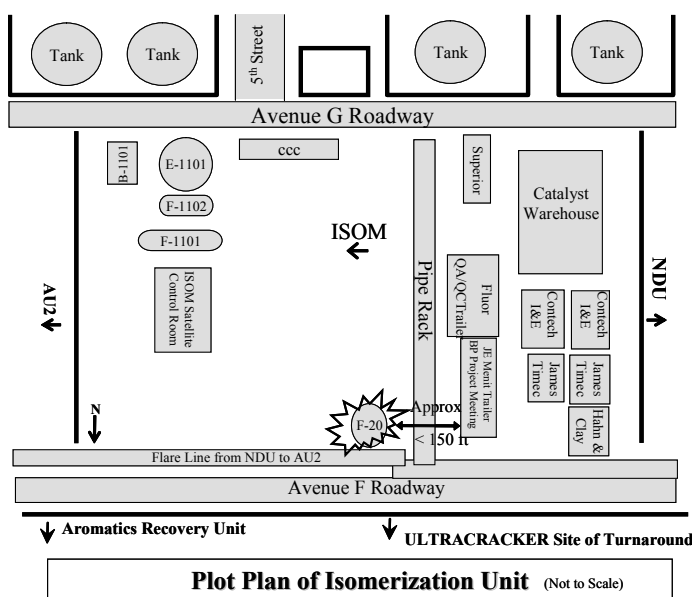 Tank
Tank
5th Street
Tank
Tank
Avenue G Roadway
B-1101
E-1101
ccc
Superior
F-1102
Catalyst
Warehouse
ISOM
F-1101
AU2
ISOM Satellite
Control Room
Pipe Rack
Fluor
QA/QCTrailer
NDU
Contech
I&E
Contech
I&E
JE Merrit Trailer
BP Project Meeting
James
Timec
James
Timec
N
F-20
Approx
< 150 ft
Hahn &
Clay
Flare Line from NDU to AU2
Avenue F Roadway
Aromatics Recovery Unit
ULTRACRACKER Site of Turnaround
Plot Plan of Isomerization Unit (Not to Scale)